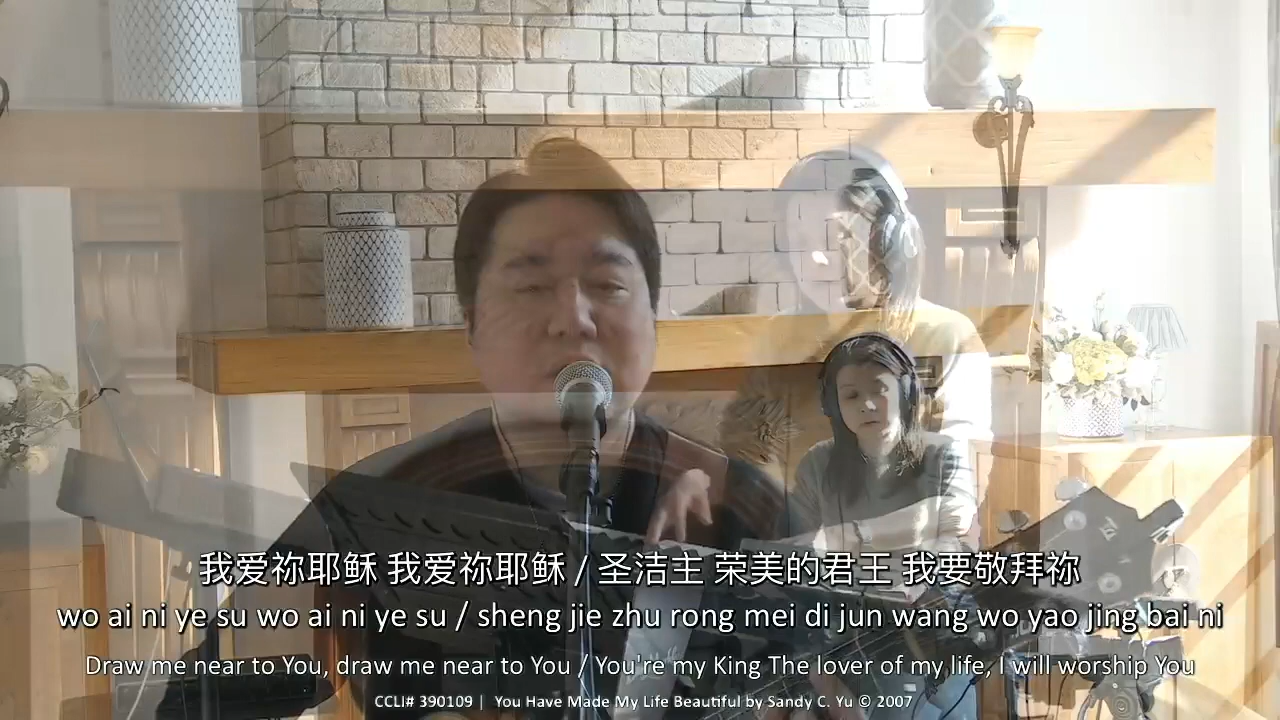 我爱祢耶稣 我爱祢耶稣 / 圣洁主 荣美的君王 我要敬拜祢
wo ai ni ye su wo ai ni ye su / sheng jie zhu rong mei di jun wang wo yao jing bai ni
Draw me near to You, draw me near to You / You're my King The lover of my life, I will worship You
CCLI# 390109 | You Have Made My Life Beautiful by Sandy C. Yu © 2007